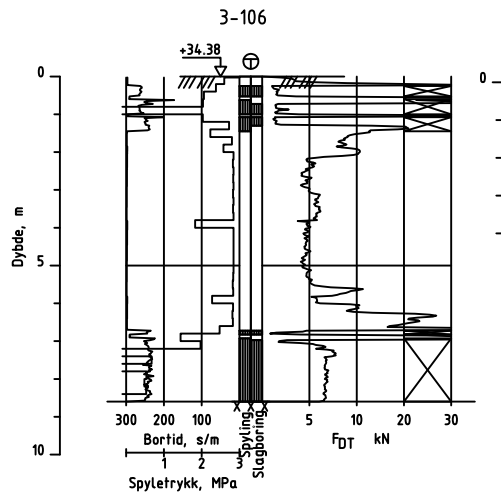 3-106
+34.38
T
0
0
Dybde, m
5
10
300 200 100
5 10 20 30
Bortid, s/m
Spyling
Slagboring
FDT kN
1 2 3
Spyletrykk, MPa